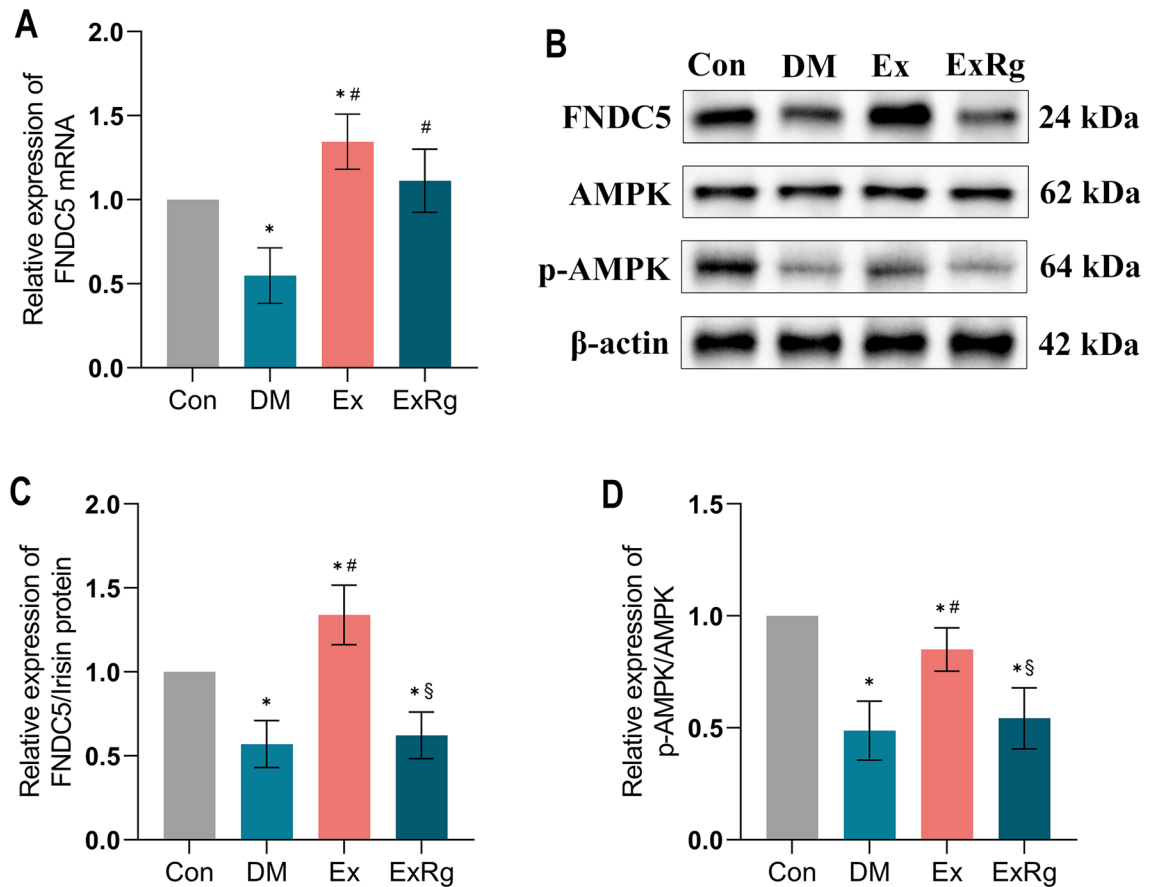 A
Relative expression of
FNDC5 mRNA
2.0
1.5
1.0
0.5
0.0
*
* #
#
Con DM Ex ExRg
B
Con DM Ex ExRg
FNDC5 24 kDa
AMPK 62 kDa
p-AMPK 64 kDa
β-actin 42 kDa
C
Relative expression of
FNDC5/Irisin protein
2.0
1.5
1.0
0.5
0.0
*
* #
* §
Con DM Ex ExRg
D
Relative expression of
p-AMPK/AMPK
1.5
1.0
0.5
0.0
*
* #
* §
Con DM Ex ExRg